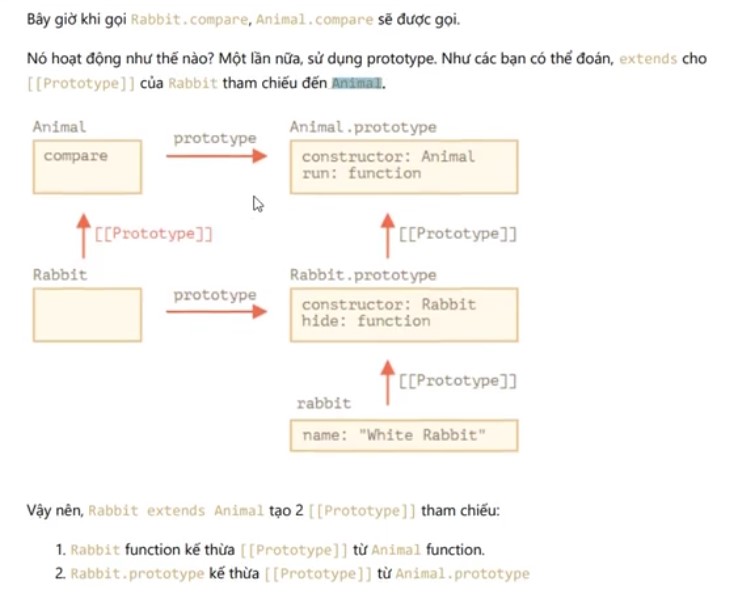 Bây giờ khi gọi Rabbit.compare, Animal.compare sẽ được gọi.
Nó hoạt động như thế nào? Một lần nữa, sử dụng prototype. Như các bạn có thể đoán, extends cho
[[Prototype]] của Rabbit tham chiếu đến Animal.
Animal
compare
prototype
Animal.prototype
constructor: Animal
run: function
[[Prototype]]
[[Prototype]]
Rabbit
prototype
Rabbit.prototype
constructor: Rabbit
hide: function
[[Prototype]]
rabbit
name: "White Rabbit"
Vậy nên, Rabbit extends Animal tạo 2 [[Prototype]] tham chiếu:
1. Rabbit function kế thừa [[Prototype]] từ Animal function.
2. Rabbit.prototype kế thừa [[Prototype]] từ Animal.prototype